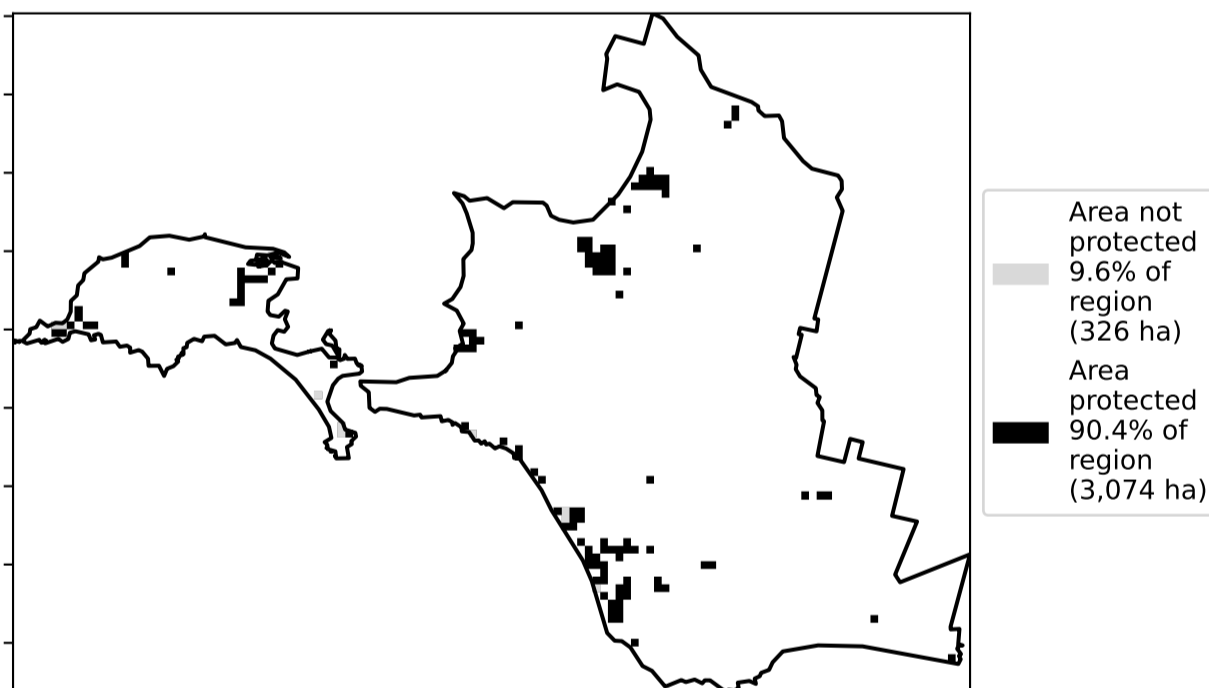 Area not
protected
9.6% of
region
(326 ha)
Area
protected
90.4% of
region
(3,074 ha)